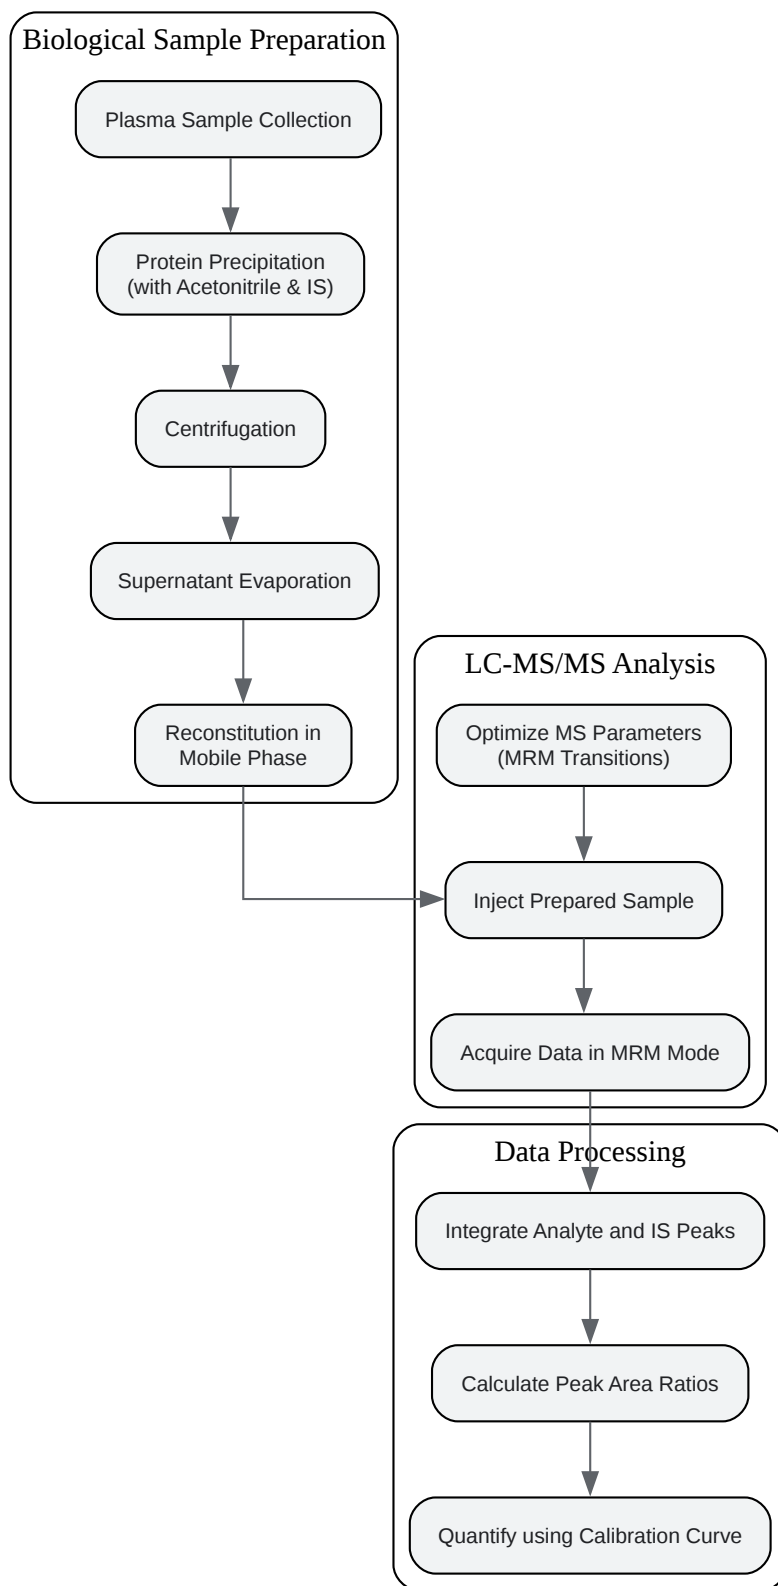 Biological Sample Preparation
Plasma Sample Collection
Protein Precipitation
(with Acetonitrile & IS)
Centrifugation
Supernatant Evaporation
Reconstitution in
Mobile Phase
LC-MS/MS Analysis
Optimize MS Parameters
(MRM Transitions)
Inject Prepared Sample
Acquire Data in MRM Mode
Data Processing
Integrate Analyte and IS Peaks
Calculate Peak Area Ratios
Quantify using Calibration Curve